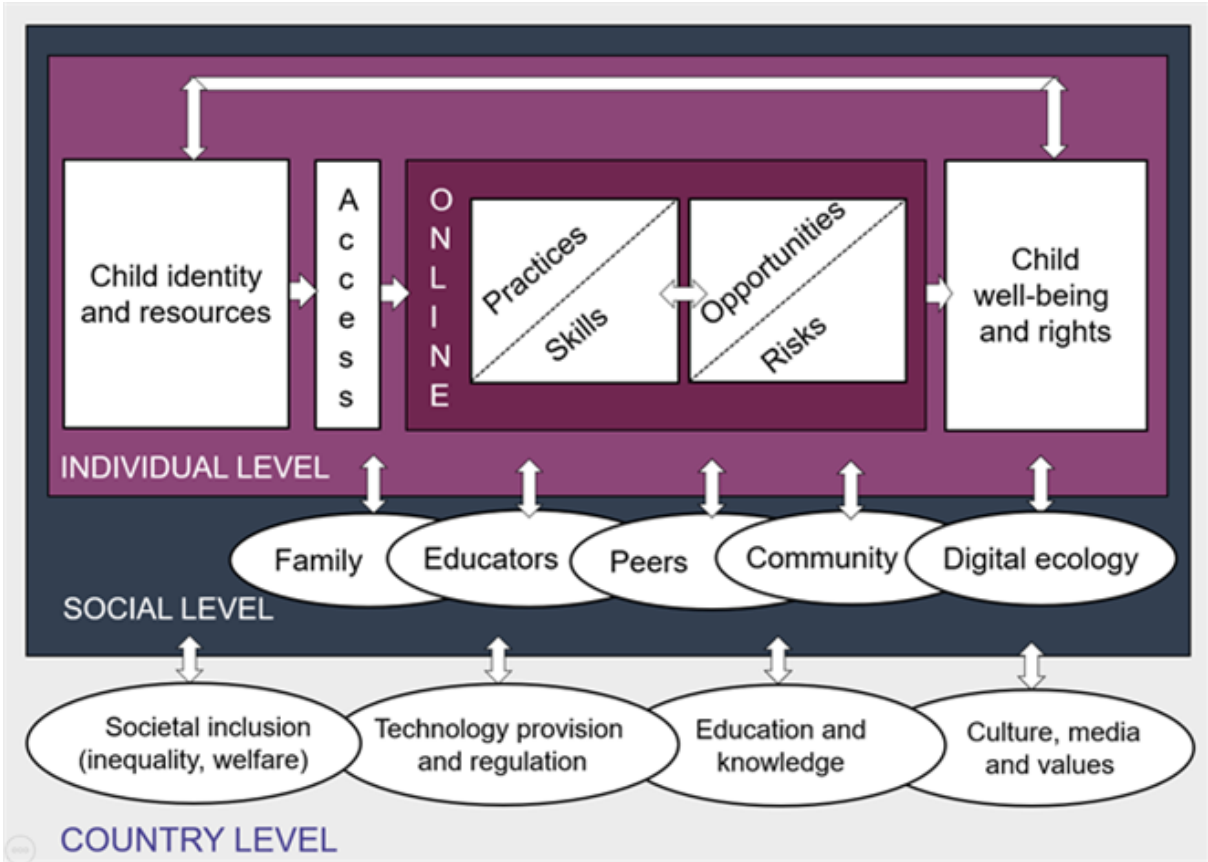 Child identity
and resources
Access
ONLINE
Practices
Skills
Opportunities
Risks
Child
well-being
and rights
INDIVIDUAL LEVEL
Family
Educators
Peers
Community
Digital ecology
SOCIAL LEVEL
Societal inclusion
(inequality, welfare)
Technology provision
and regulation
Education and
knowledge
Culture, media
and values
COUNTRY LEVEL